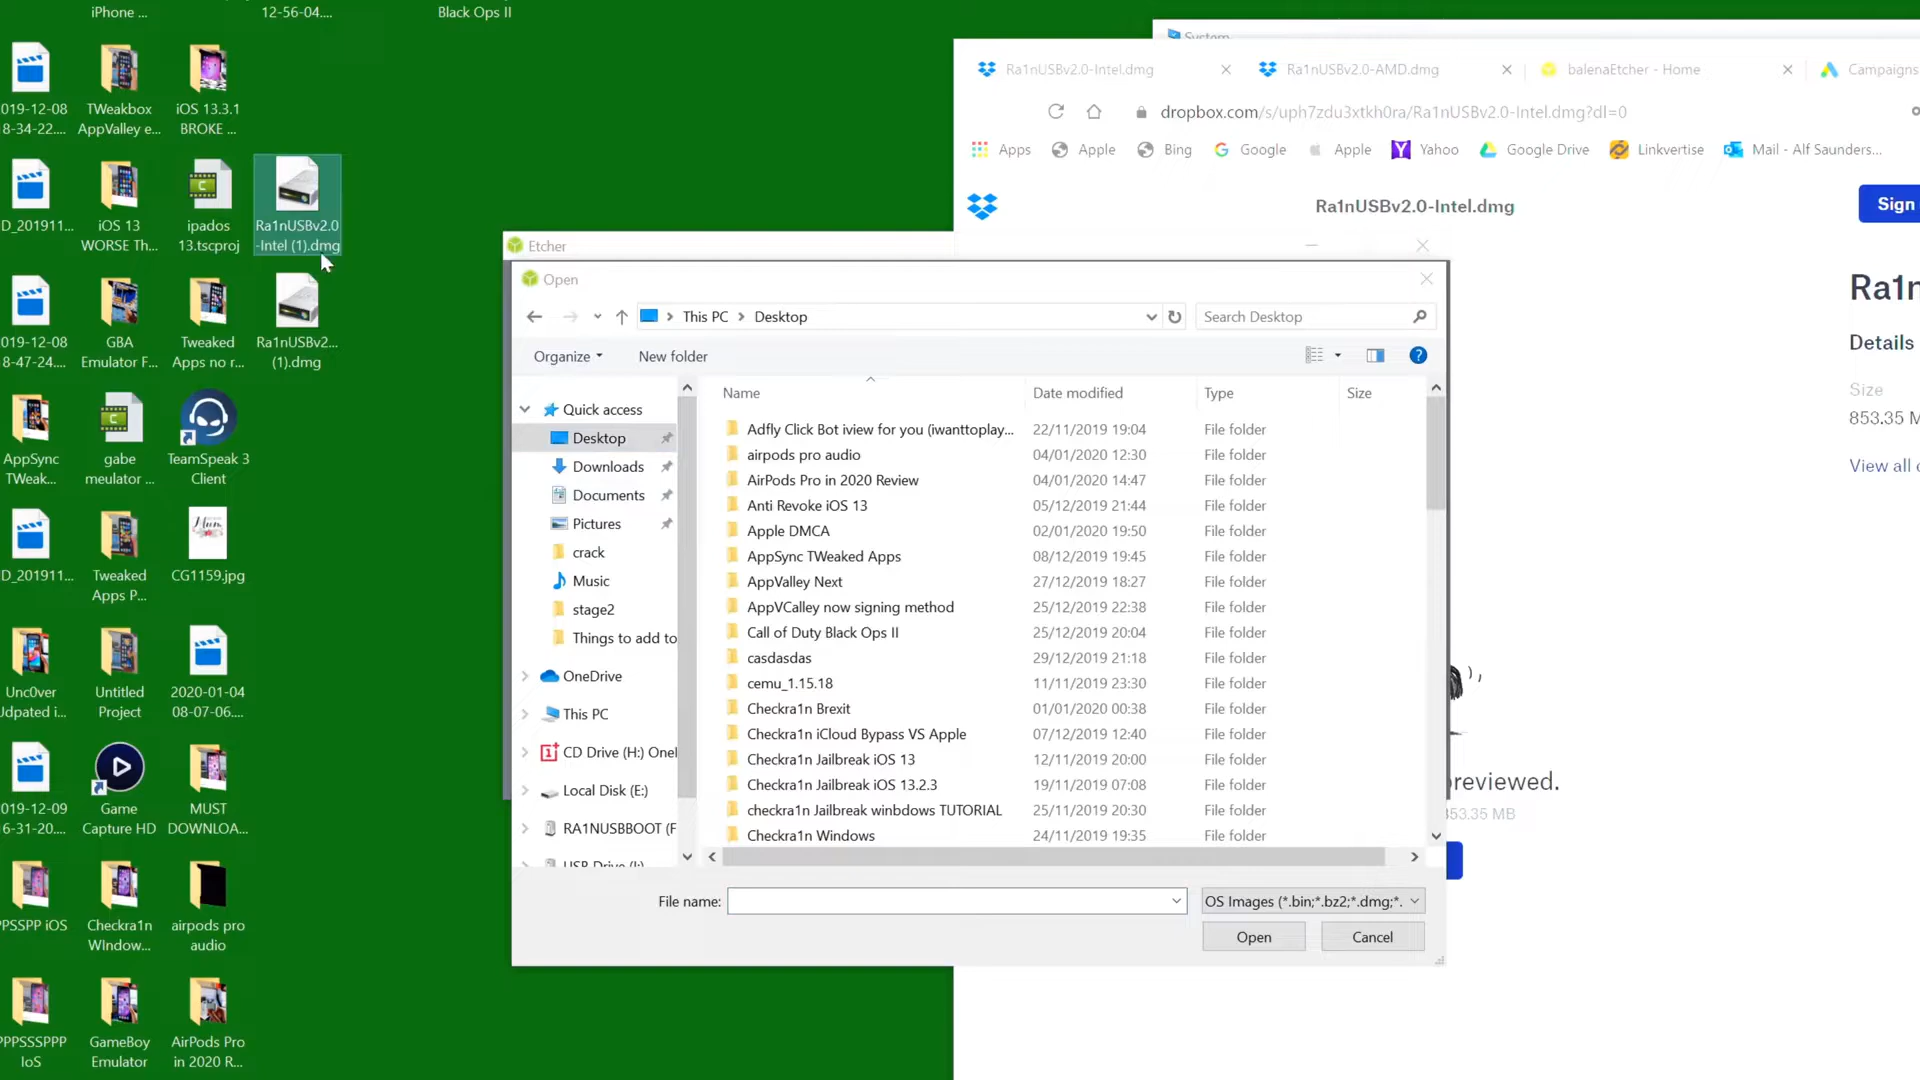 iPhone ...
12-56-04....
Black Ops II
019-12-08
8-34-22....
TWeakbox
AppValley e...
iOS 13.3.1
BROKE ...
D_201911...
iOS 13
WORSE Th...
ipados
13.tscproj
Ra1nUSBv2.0
-Intel (1).dmg
019-12-08
8-47-24....
GBA
Emulator F...
Tweaked
Apps no r...
Ra1nUSBv2...
(1).dmg
AppSync
TWeak...
gabe
meulator ...
TeamSpeak 3
Client
D_201911...
Tweaked
Apps P...
CG1159.jpg
Unc0ver
Udpated i...
Untitled
Project
2020-01-04
08-07-06....
019-12-09
6-31-20....
Game
Capture HD
MUST
DOWNLOA...
PPSSPP iOS
Checkra1n
WIndow...
airpods pro
audio
PPPSSSPPP
IoS
GameBoy
Emulator
AirPods Pro
in 2020 R...
System
Ra1nUSBv2.0-Intel.dmg
Ra1nUSBv2.0-AMD.dmg
balenaEtcher - Home
Campaigns
dropbox.com/s/uph7zdu3xtkh0ra/Ra1nUSBv2.0-Intel.dmg?dl=0
Apps
Apple
Bing
Google
Apple
Yahoo
Google Drive
Linkvertise
Mail - Alf Saunders...
Ra1nUSBv2.0-Intel.dmg
Sign
Ra1n
Details
Size
853.35 M
View all
previewed.
853.35 MB
Etcher
Open
This PC > Desktop
Search Desktop
Organize
New folder
Quick access
Desktop
Downloads
Documents
Pictures
crack
Music
stage2
Things to add to
OneDrive
This PC
CD Drive (H:) Onel
Local Disk (E:)
RA1NUSBBOOT (F
USB Drive (I:)
Name Date modified Type Size
Adfly Click Bot iview for you (iwanttoplay... 22/11/2019 19:04 File folder
airpods pro audio 04/01/2020 12:30 File folder
AirPods Pro in 2020 Review 04/01/2020 14:47 File folder
Anti Revoke iOS 13 05/12/2019 21:44 File folder
Apple DMCA 02/01/2020 19:50 File folder
AppSync TWeaked Apps 08/12/2019 19:45 File folder
AppValley Next 27/12/2019 18:27 File folder
AppVCalley now signing method 25/12/2019 22:38 File folder
Call of Duty Black Ops II 25/12/2019 20:04 File folder
casdasdas 29/12/2019 21:18 File folder
cemu_1.15.18 11/11/2019 23:30 File folder
Checkra1n Brexit 01/01/2020 00:38 File folder
Checkra1n iCloud Bypass VS Apple 07/12/2019 12:40 File folder
Checkra1n Jailbreak iOS 13 12/11/2019 20:00 File folder
Checkra1n Jailbreak iOS 13.2.3 19/11/2019 07:08 File folder
checkra1n Jailbreak winbdows TUTORIAL 25/11/2019 20:30 File folder
Checkra1n Windows 24/11/2019 19:35 File folder
File name:
OS Images (*.bin;*.bz2;*.dmg;*.
Open
Cancel